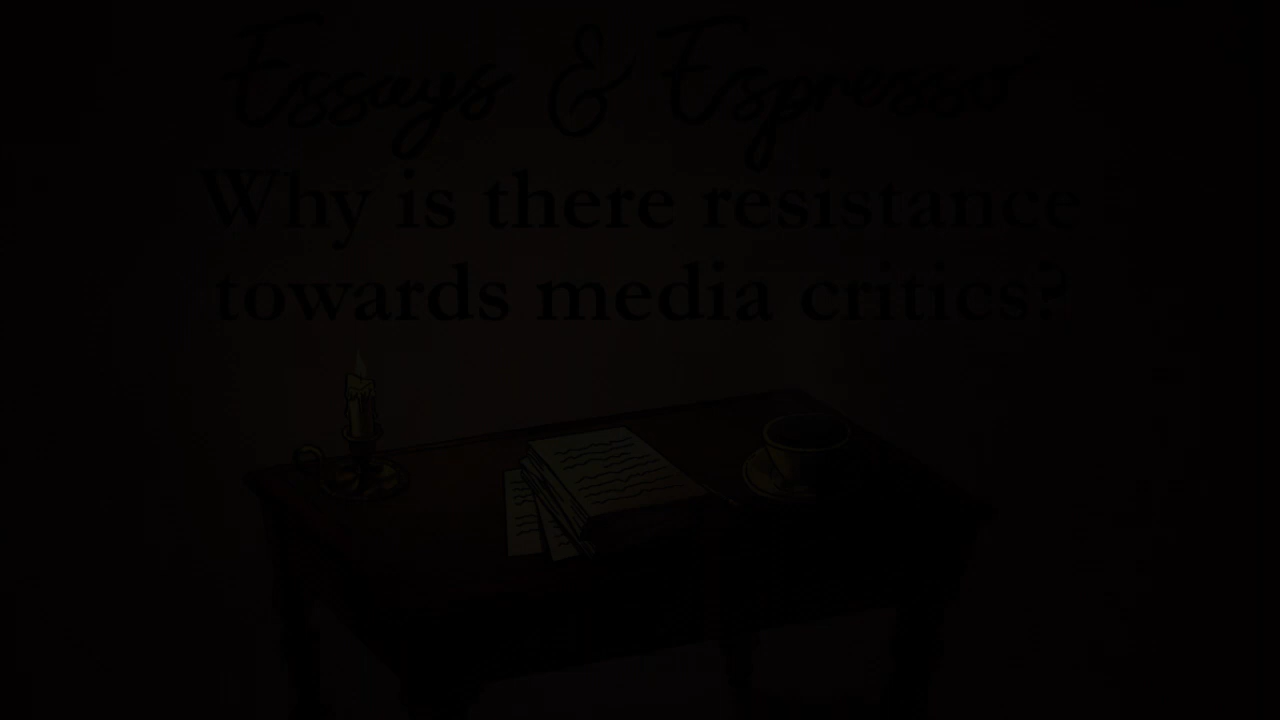 Essays & Espresso
Why is there resistance
towards media critics?